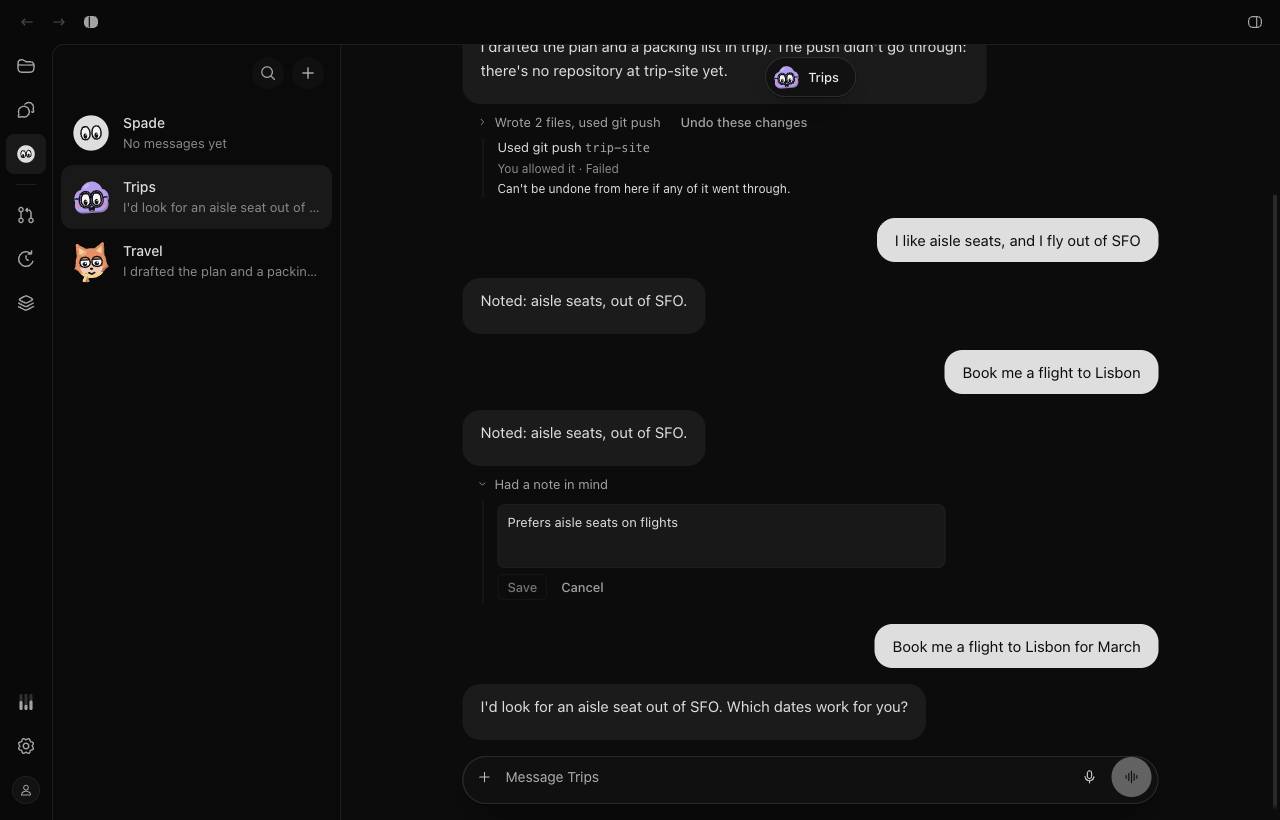 Spade
No messages yet
Trips
I'd look for an aisle seat out of ...
Travel
I drafted the plan and a packin...
I drafted the plan and a packing list in trip/. The push didn't go through:
there's no repository at trip-site yet.
Trips
Wrote 2 files, used git push Undo these changes
Used git push trip-site
You allowed it · Failed
Can't be undone from here if any of it went through.
I like aisle seats, and I fly out of SFO
Noted: aisle seats, out of SFO.
Book me a flight to Lisbon
Noted: aisle seats, out of SFO.
Had a note in mind
Prefers aisle seats on flights
Save Cancel
Book me a flight to Lisbon for March
I'd look for an aisle seat out of SFO. Which dates work for you?
Message Trips